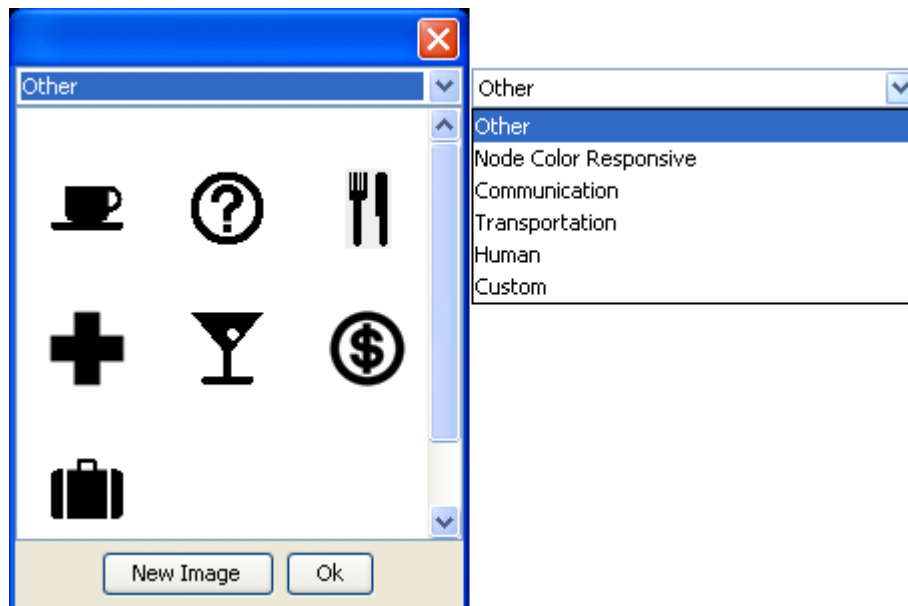 Other
?
$
New Image
Ok
Other
Other
Node Color Responsive
Communication
Transportation
Human
Custom